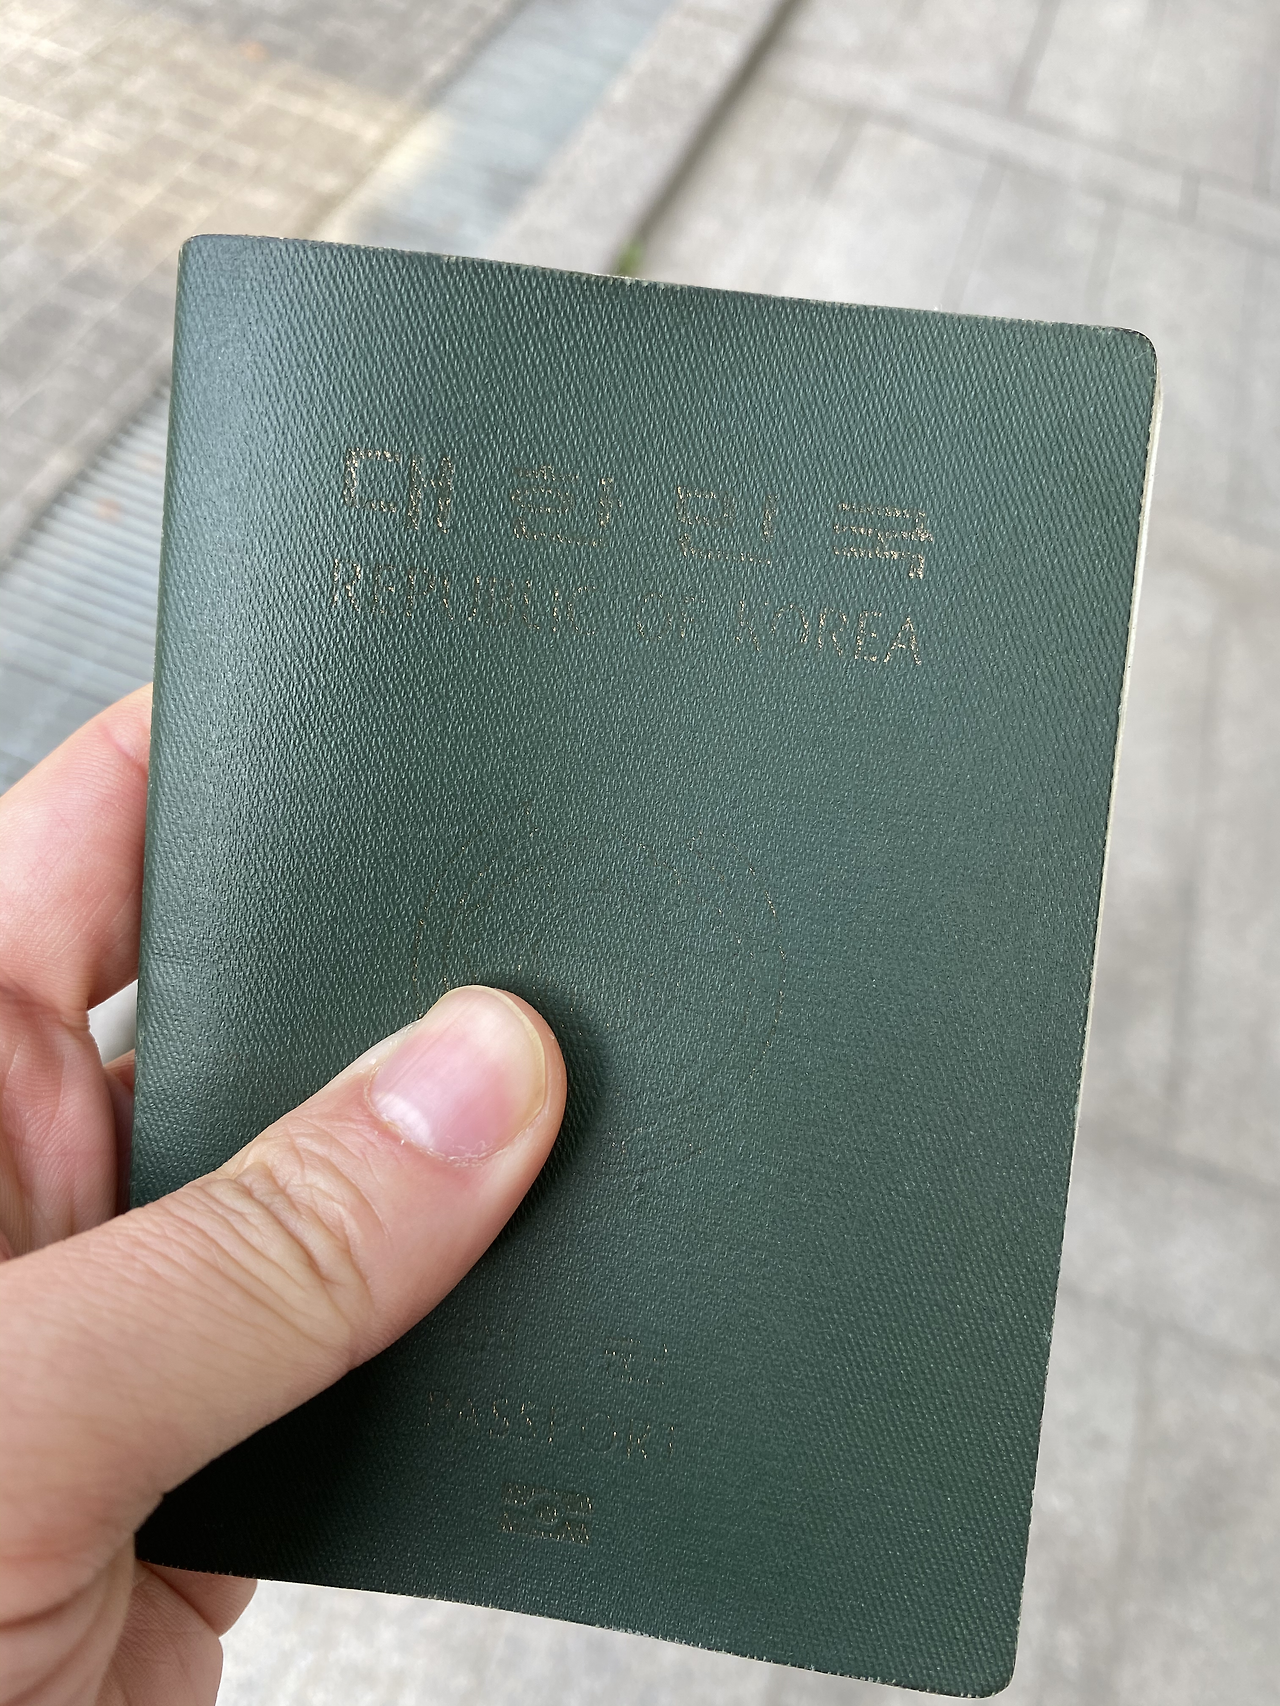 대한민국
REPUBLIC OF KOREA
PASSPORT